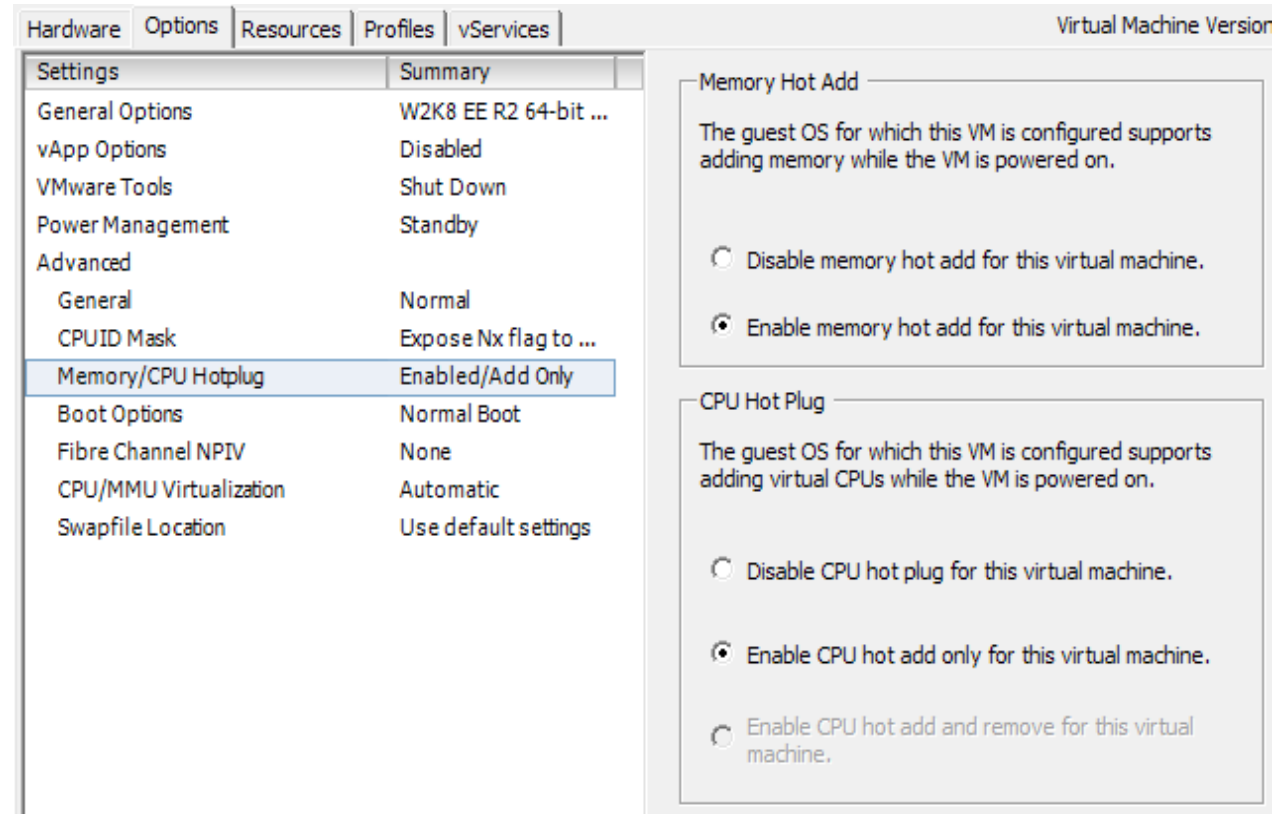 Hardware Options Resources Profiles vServices Virtual Machine Version
Settings Summary
General Options W2K8 EE R2 64-bit ...
vApp Options Disabled
VMware Tools Shut Down
Power Management Standby
Advanced
General Normal
CPUID Mask Expose Nx flag to ...
Memory/CPU Hotplug Enabled/Add Only
Boot Options Normal Boot
Fibre Channel NPIV None
CPU/MMU Virtualization Automatic
Swapfile Location Use default settings
Memory Hot Add
The guest OS for which this VM is configured supports
adding memory while the VM is powered on.
Disable memory hot add for this virtual machine.
Enable memory hot add for this virtual machine.
CPU Hot Plug
The guest OS for which this VM is configured supports
adding virtual CPUs while the VM is powered on.
Disable CPU hot plug for this virtual machine.
Enable CPU hot add only for this virtual machine.
Enable CPU hot add and remove for this virtual
machine.